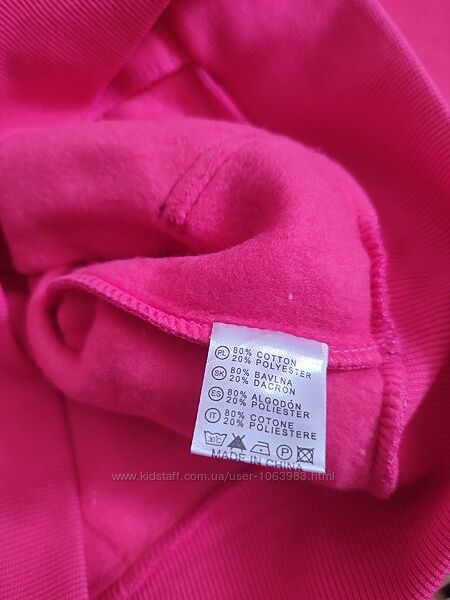 PL 80% COTTON
20% POLYESTER
SK 80% BAVLNA
20% DACRON
ES 80% ALGODÓN
20% POLIESTER
IT 80% COTONE
20% POLIESTERE
30°C P
MADE IN CHINA
www.kidstaff.com.ua/user-1063983.html